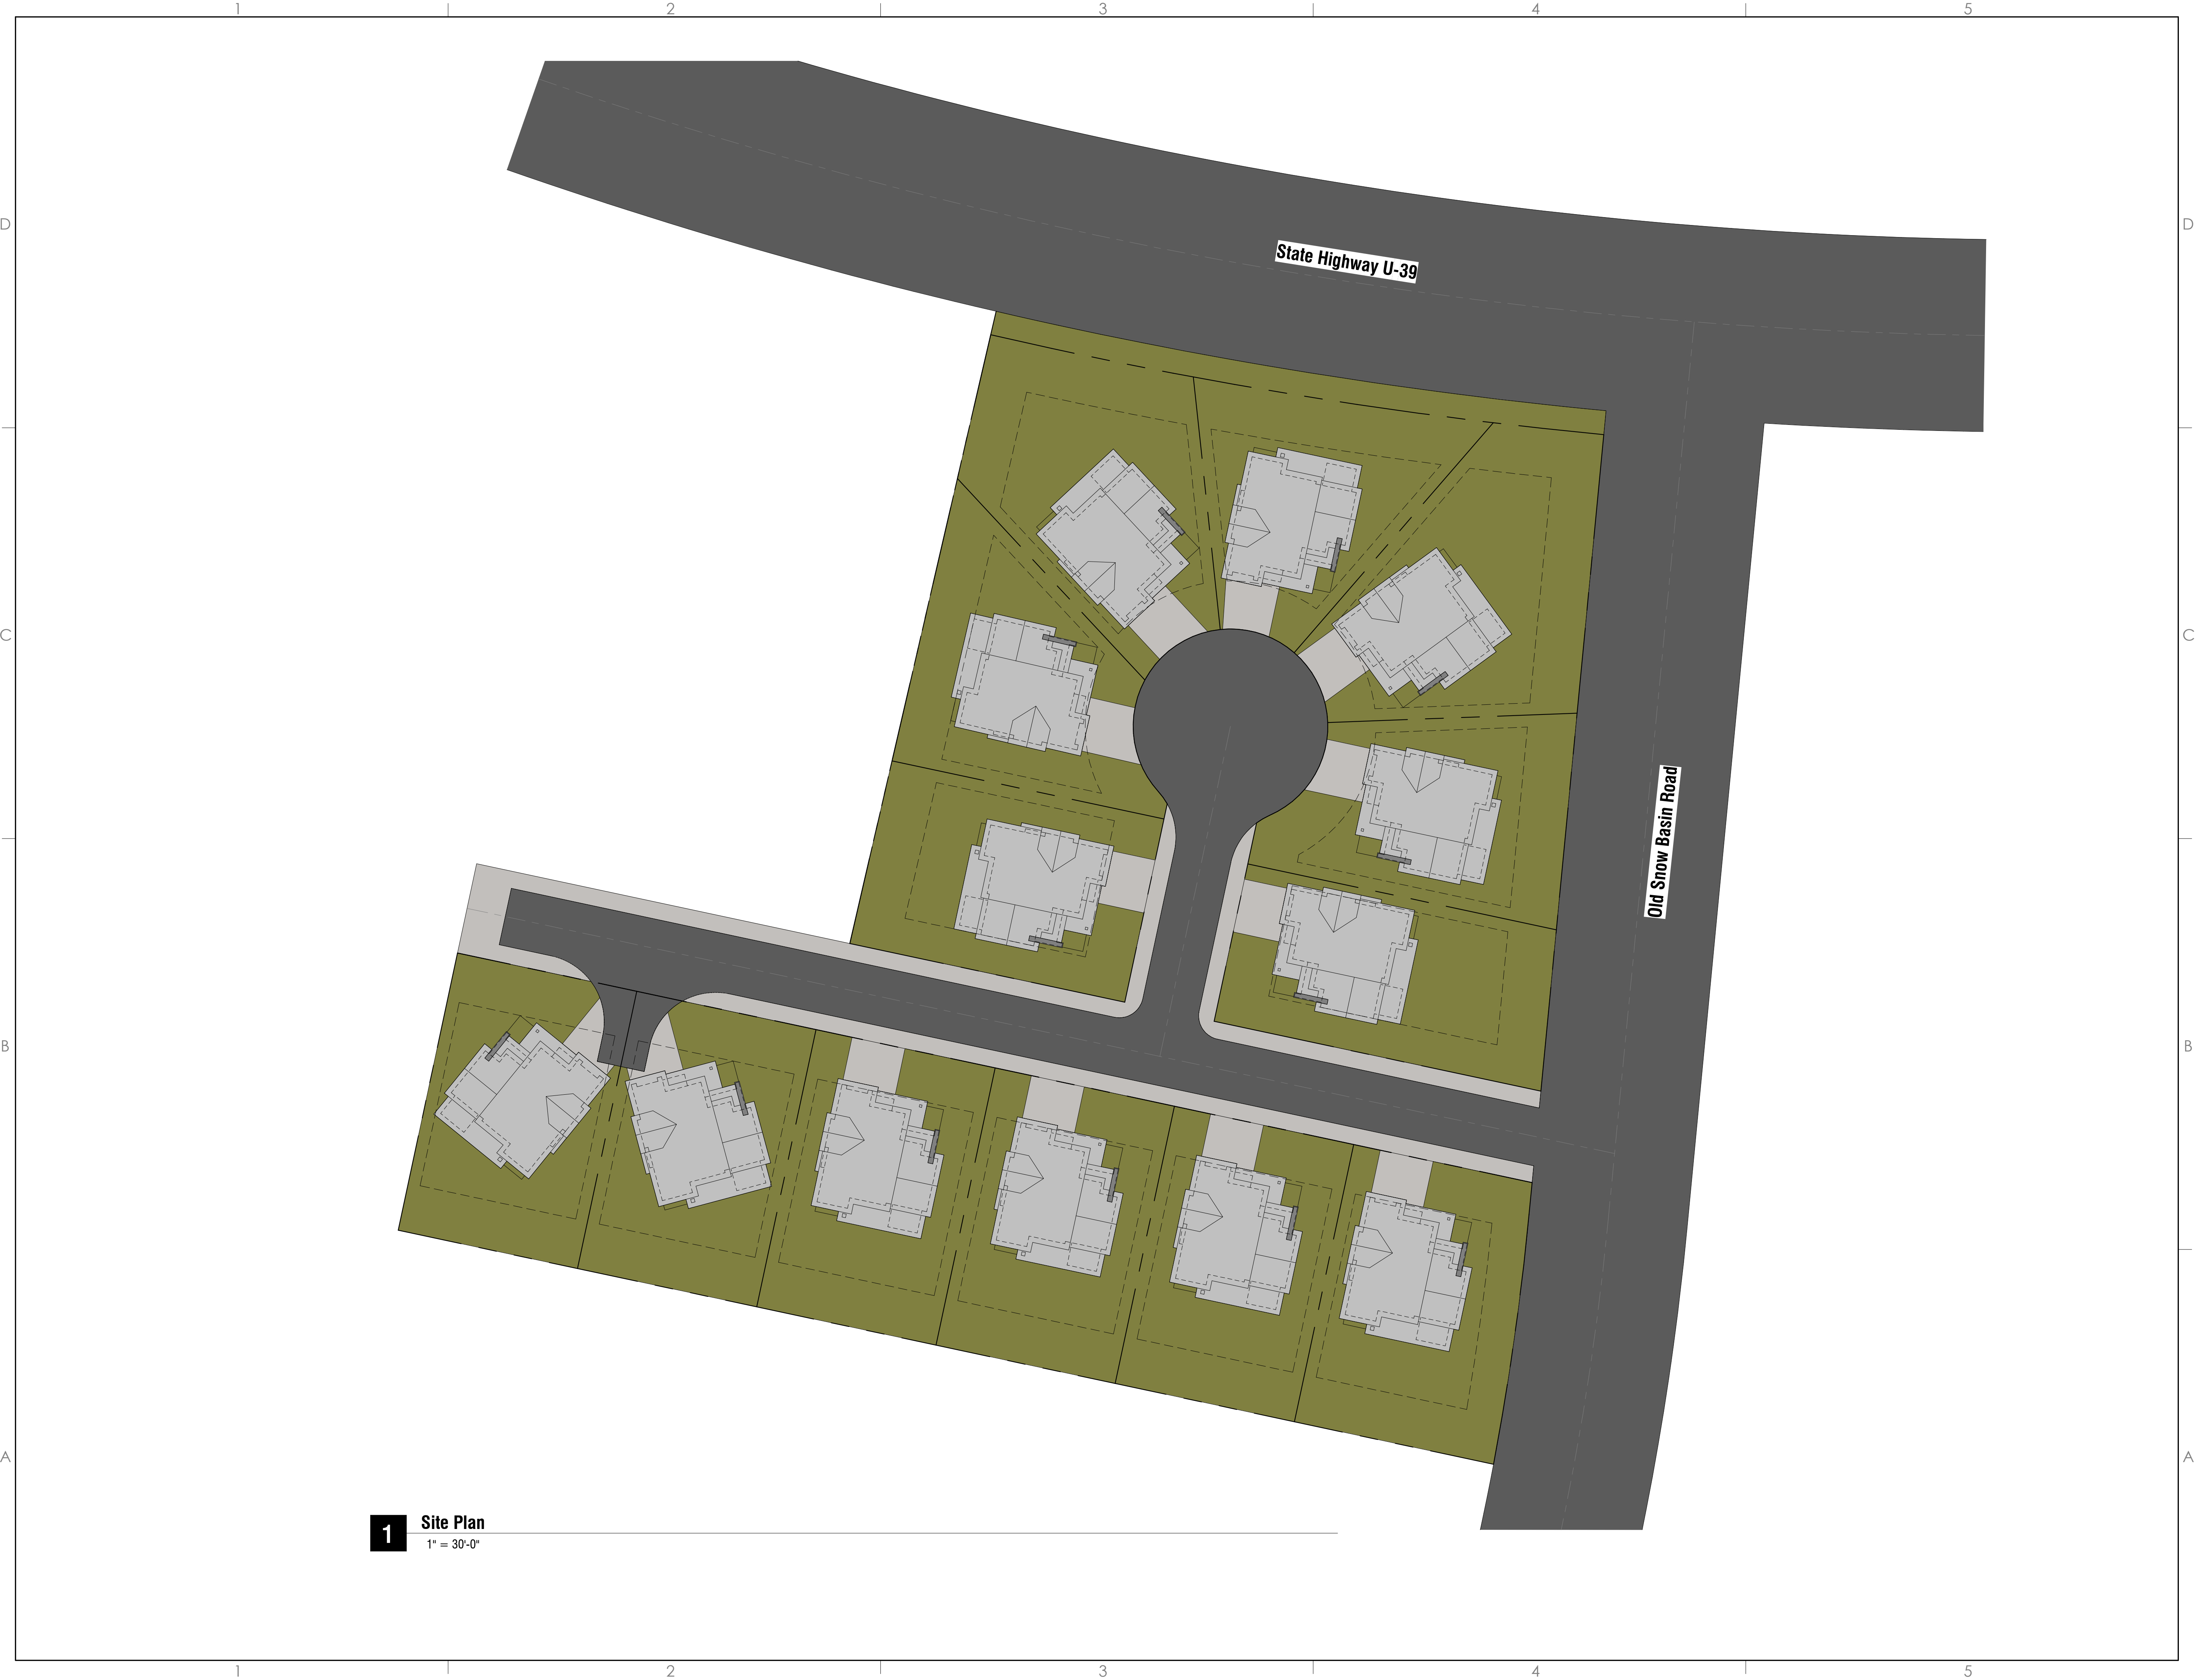 1 2 3 4 5
D D
State Highway U-39
C C
Old Snow Basin Road
B B
A A
1 Site Plan
1" = 30'-0"
1 2 3 4 5